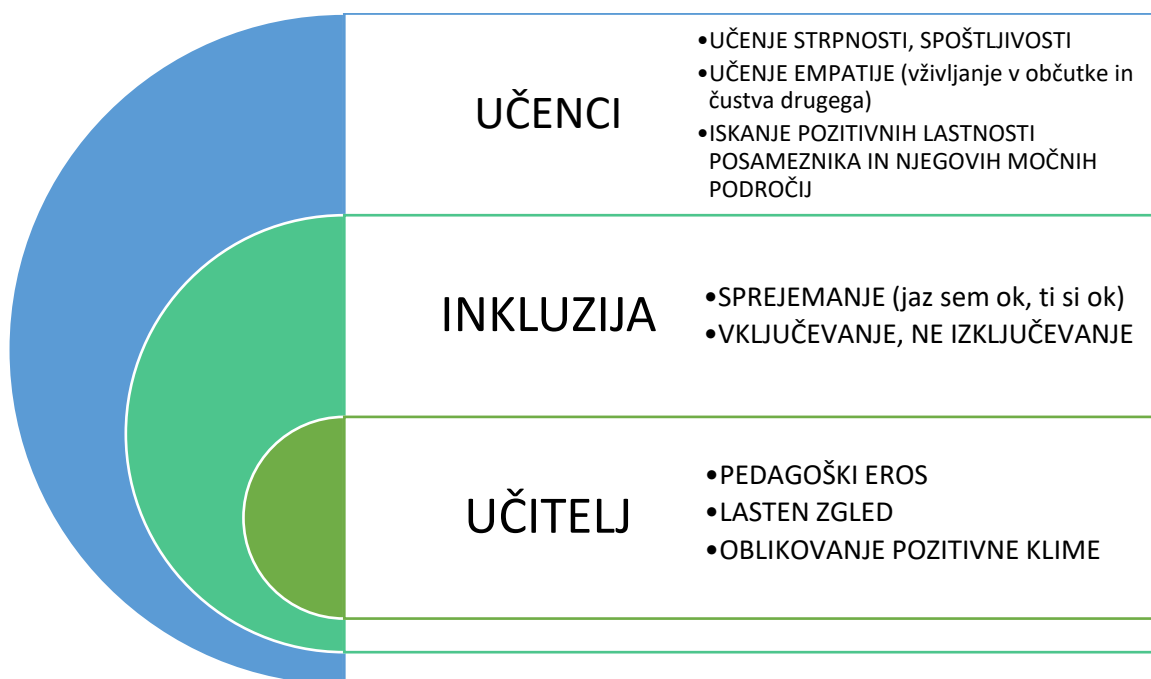 UČENCI
•UČENJE STRPNOSTI, SPOŠTLJIVOSTI
•UČENJE EMPATIJE (vživljanje v občutke in
čustva drugega)
•ISKANJE POZITIVNIH LASTNOSTI
POSAMEZNIKA IN NJEGOVIH MOČNIH
PODROČIJ
INKLUZIJA
•SPREJEMANJE (jaz sem ok, ti si ok)
•VKLJUČEVANJE, NE IZKLJUČEVANJE
UČITELJ
•PEDAGOŠKI EROS
•LASTEN ZGLED
•OBLIKOVANJE POZITIVNE KLIME